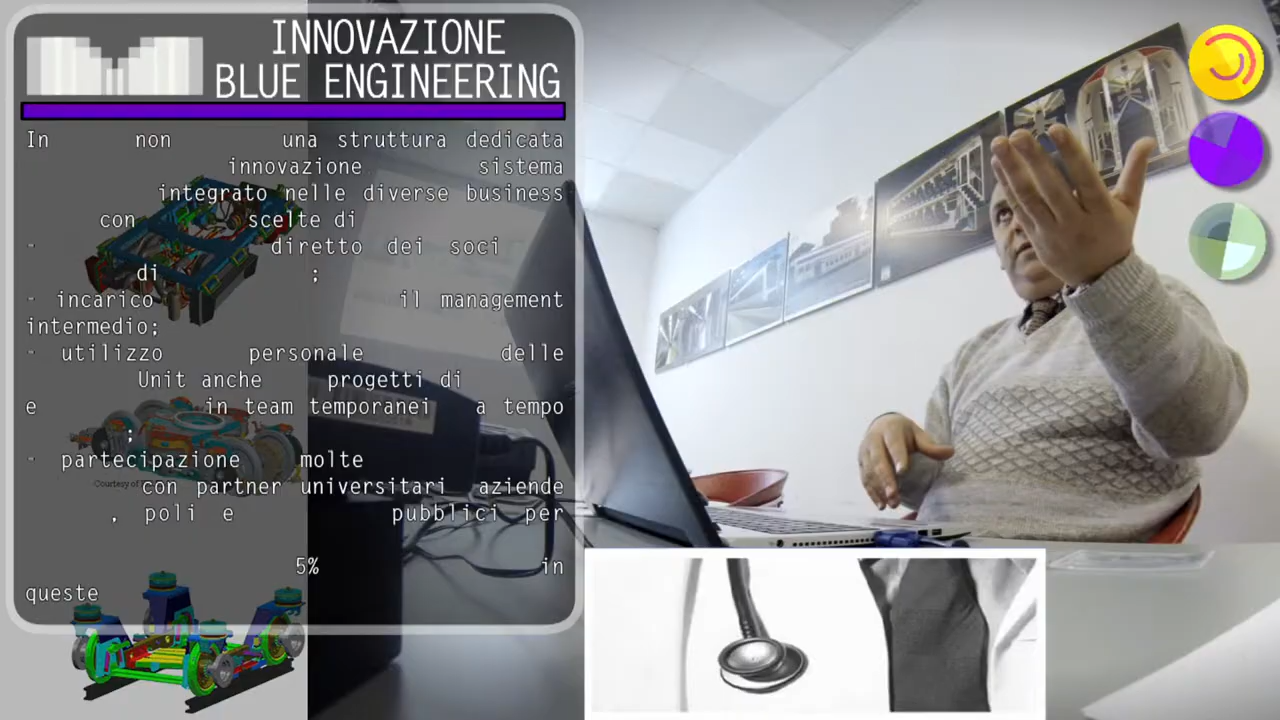 INNOVAZIONE
BLUE ENGINEERING
In non una struttura dedicata
innovazione sistema
integrato nelle diverse business
con scelte di
- diretto dei soci
di ;
- incarico il management
intermedio;
- utilizzo personale delle
Unit anche progetti di
e in team temporanei a tempo
;
- partecipazione molte
Courtesy of
con partner universitari aziende
, poli e pubblici per
5% in
queste